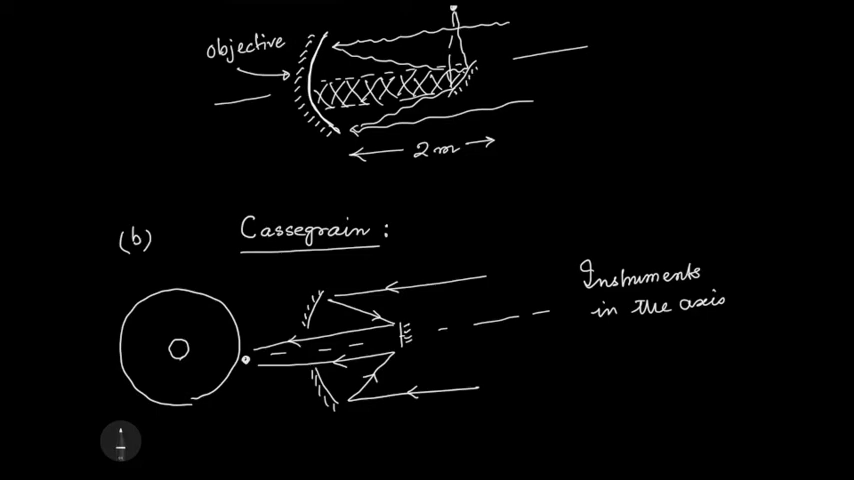 objective
2m
(b) Cassegrain :
Instruments
in the axis